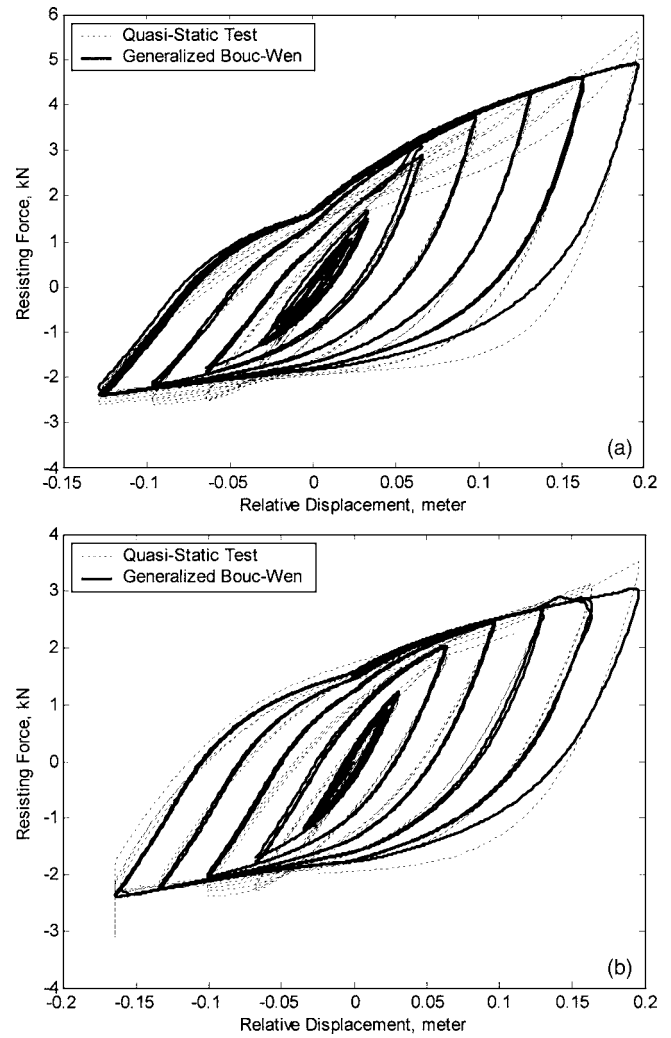 6
5
4
3
2
1
0
-1
-2
-3
-4
Resisting Force, kN
Quasi-Static Test
Generalized Bouc-Wen
(a)
-0.15 -0.1 -0.05 0 0.05 0.1 0.15 0.2
Relative Displacement, meter
4
3
2
1
0
-1
-2
-3
-4
Resisting Force, kN
Quasi-Static Test
Generalized Bouc-Wen
(b)
-0.2 -0.15 -0.1 -0.05 0 0.05 0.1 0.15 0.2
Relative Displacement, meter